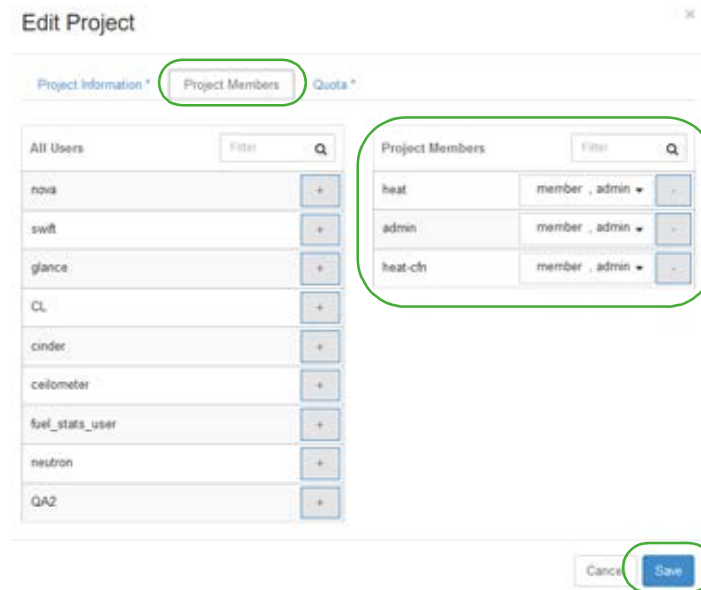 Edit Project
×
Project Information * Project Members Quota *
All Users Filter
Project Members Filter
nova +
swift +
glance +
CL +
cinder +
ceilometer +
fuel_stats_user +
neutron +
QA2 +
heat member , admin -
admin member , admin -
heat-cfn member , admin -
Cancel Save